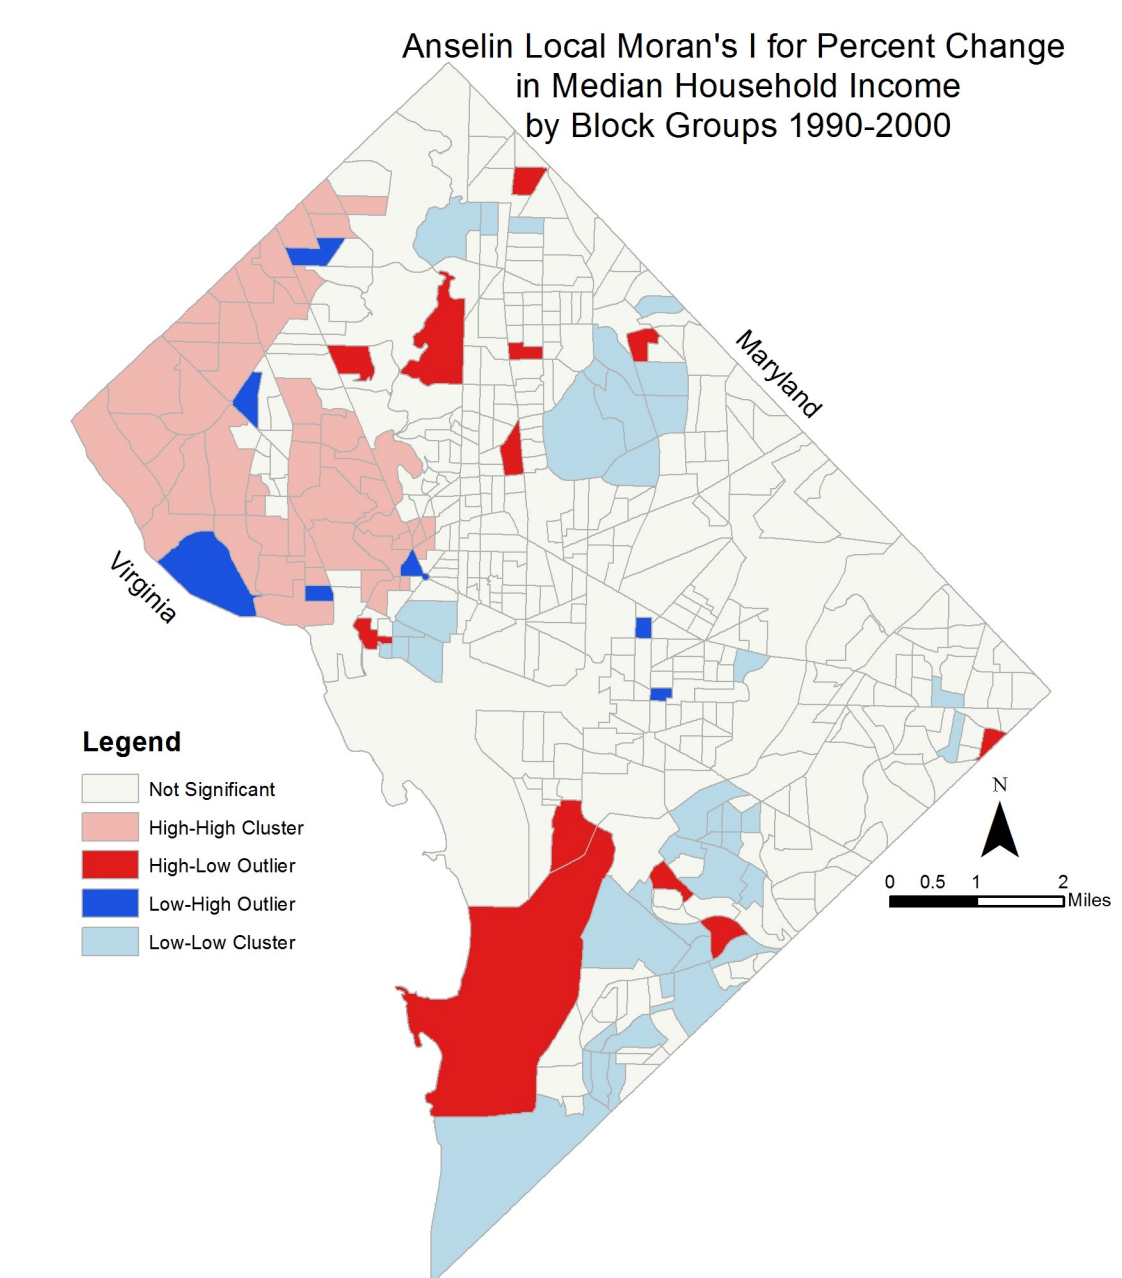 Anselin Local Moran's I for Percent Change
in Median Household Income
by Block Groups 1990-2000
Maryland
Virginia
Legend
Not Significant
High-High Cluster
High-Low Outlier
Low-High Outlier
Low-Low Cluster
N
0 0.5 1 2
Miles